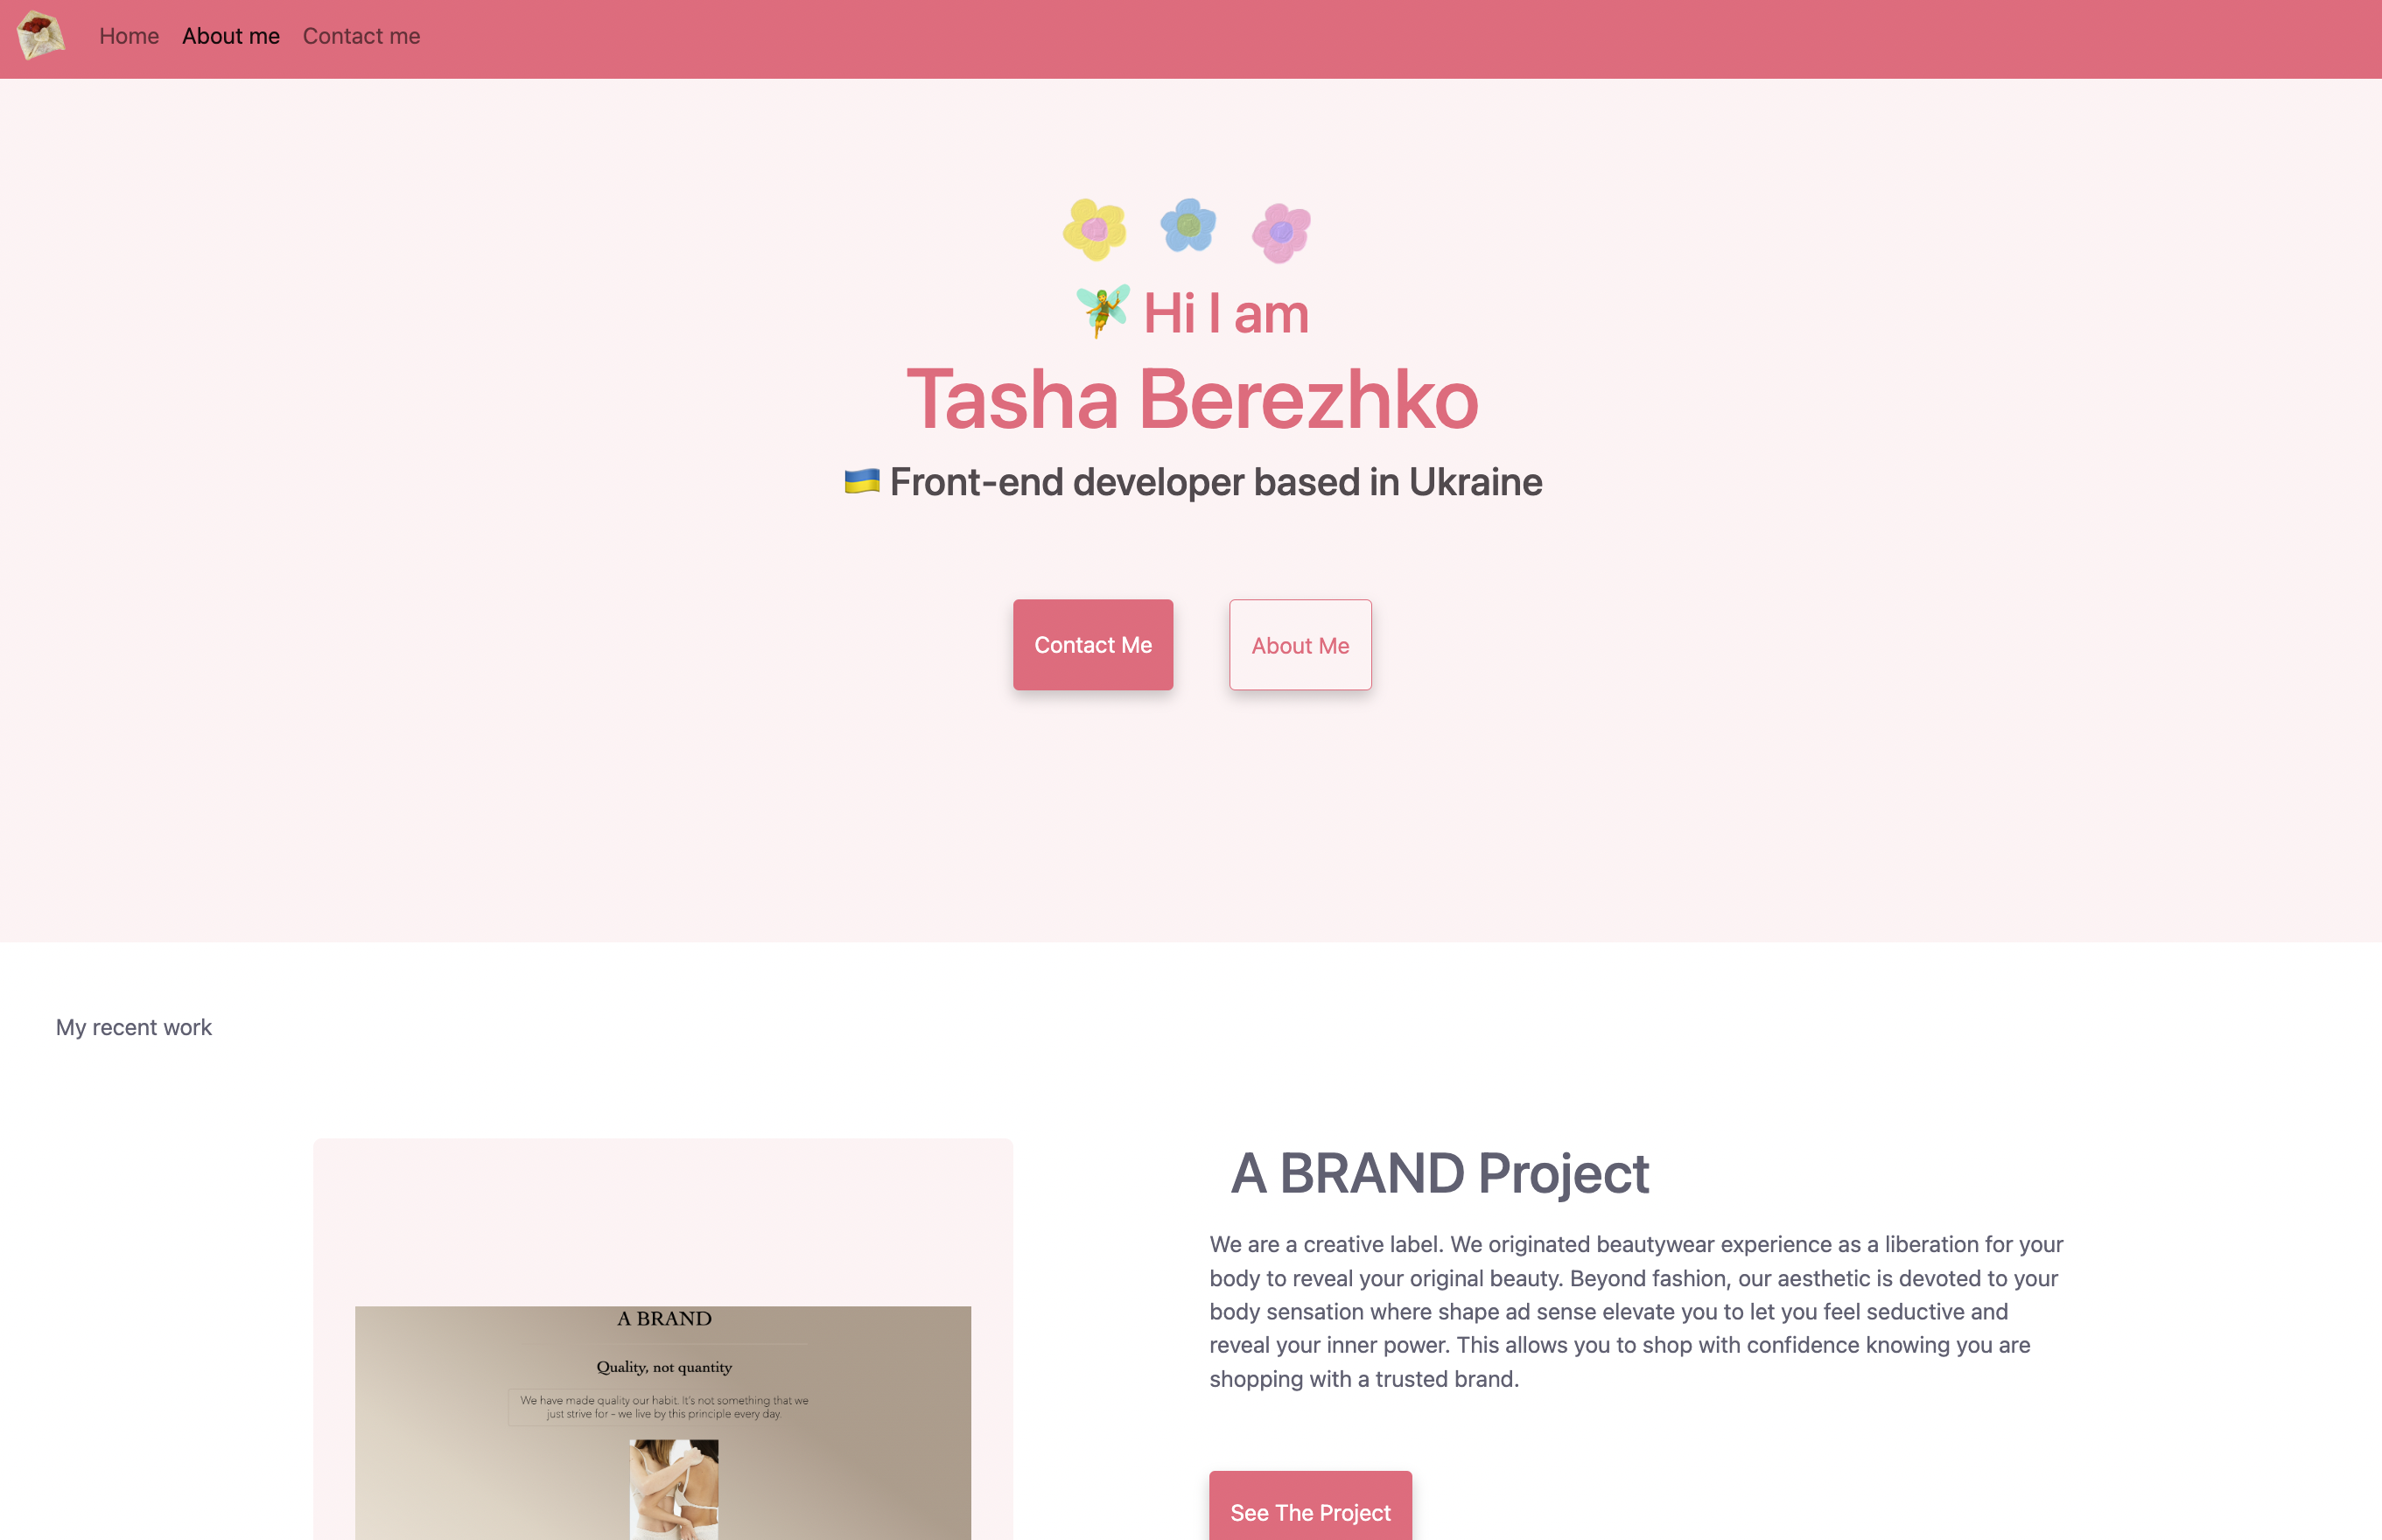 Home About me Contact me
Hi I am
Tasha Berezhko
🇺🇦 Front-end developer based in Ukraine
Contact Me
About Me
My recent work
A BRAND
Quality, not quantity
We have made quality our habit. It's not something that we
just strive for - we live by this principle every day.
A BRAND Project
We are a creative label. We originated beautywear experience as a liberation for your
body to reveal your original beauty. Beyond fashion, our aesthetic is devoted to your
body sensation where shape ad sense elevate you to let you feel seductive and
reveal your inner power. This allows you to shop with confidence knowing you are
shopping with a trusted brand.
See The Project